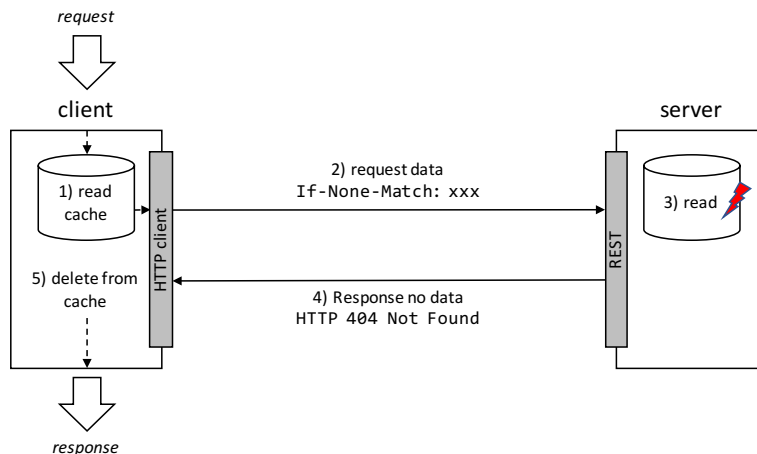 request
client
server
1) read
cache
HTTP client
2) request data
If-None-Match: xxx
REST
3) read
5) delete from
cache
4) Response no data
HTTP 404 Not Found
response